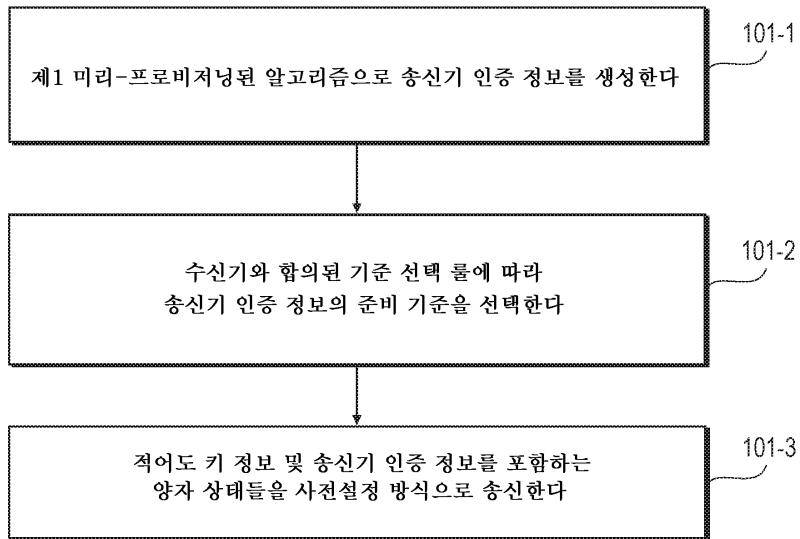 101-1
제1 미리-프로비저닝된 알고리즘으로 송신기 인증 정보를 생성한다
101-2
수신기와 합의된 기준 선택 룰에 따라
송신기 인증 정보의 준비 기준을 선택한다
101-3
적어도 키 정보 및 송신기 인증 정보를 포함하는
양자 상태들을 사전설정 방식으로 송신한다